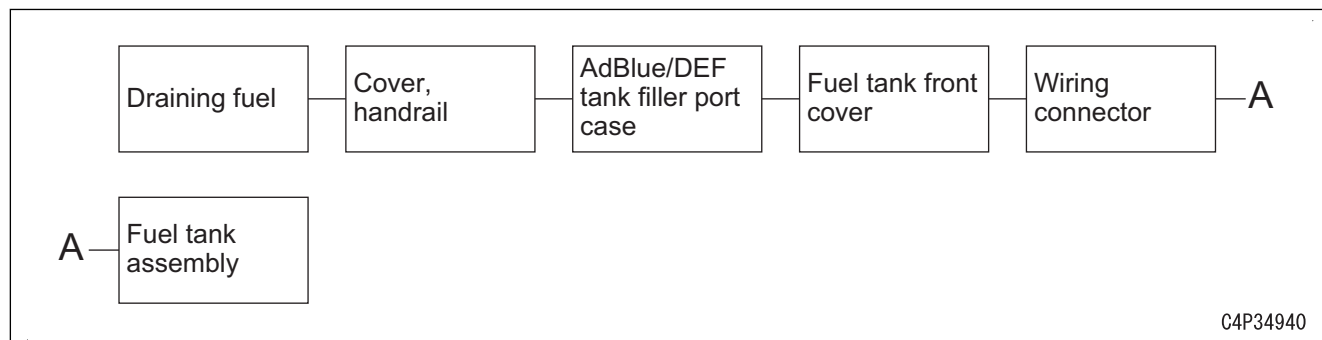 Draining fuel
Cover,
handrail
AdBlue/DEF
tank filler port
case
Fuel tank front
cover
Wiring
connector
A
A
Fuel tank
assembly
C4P34940